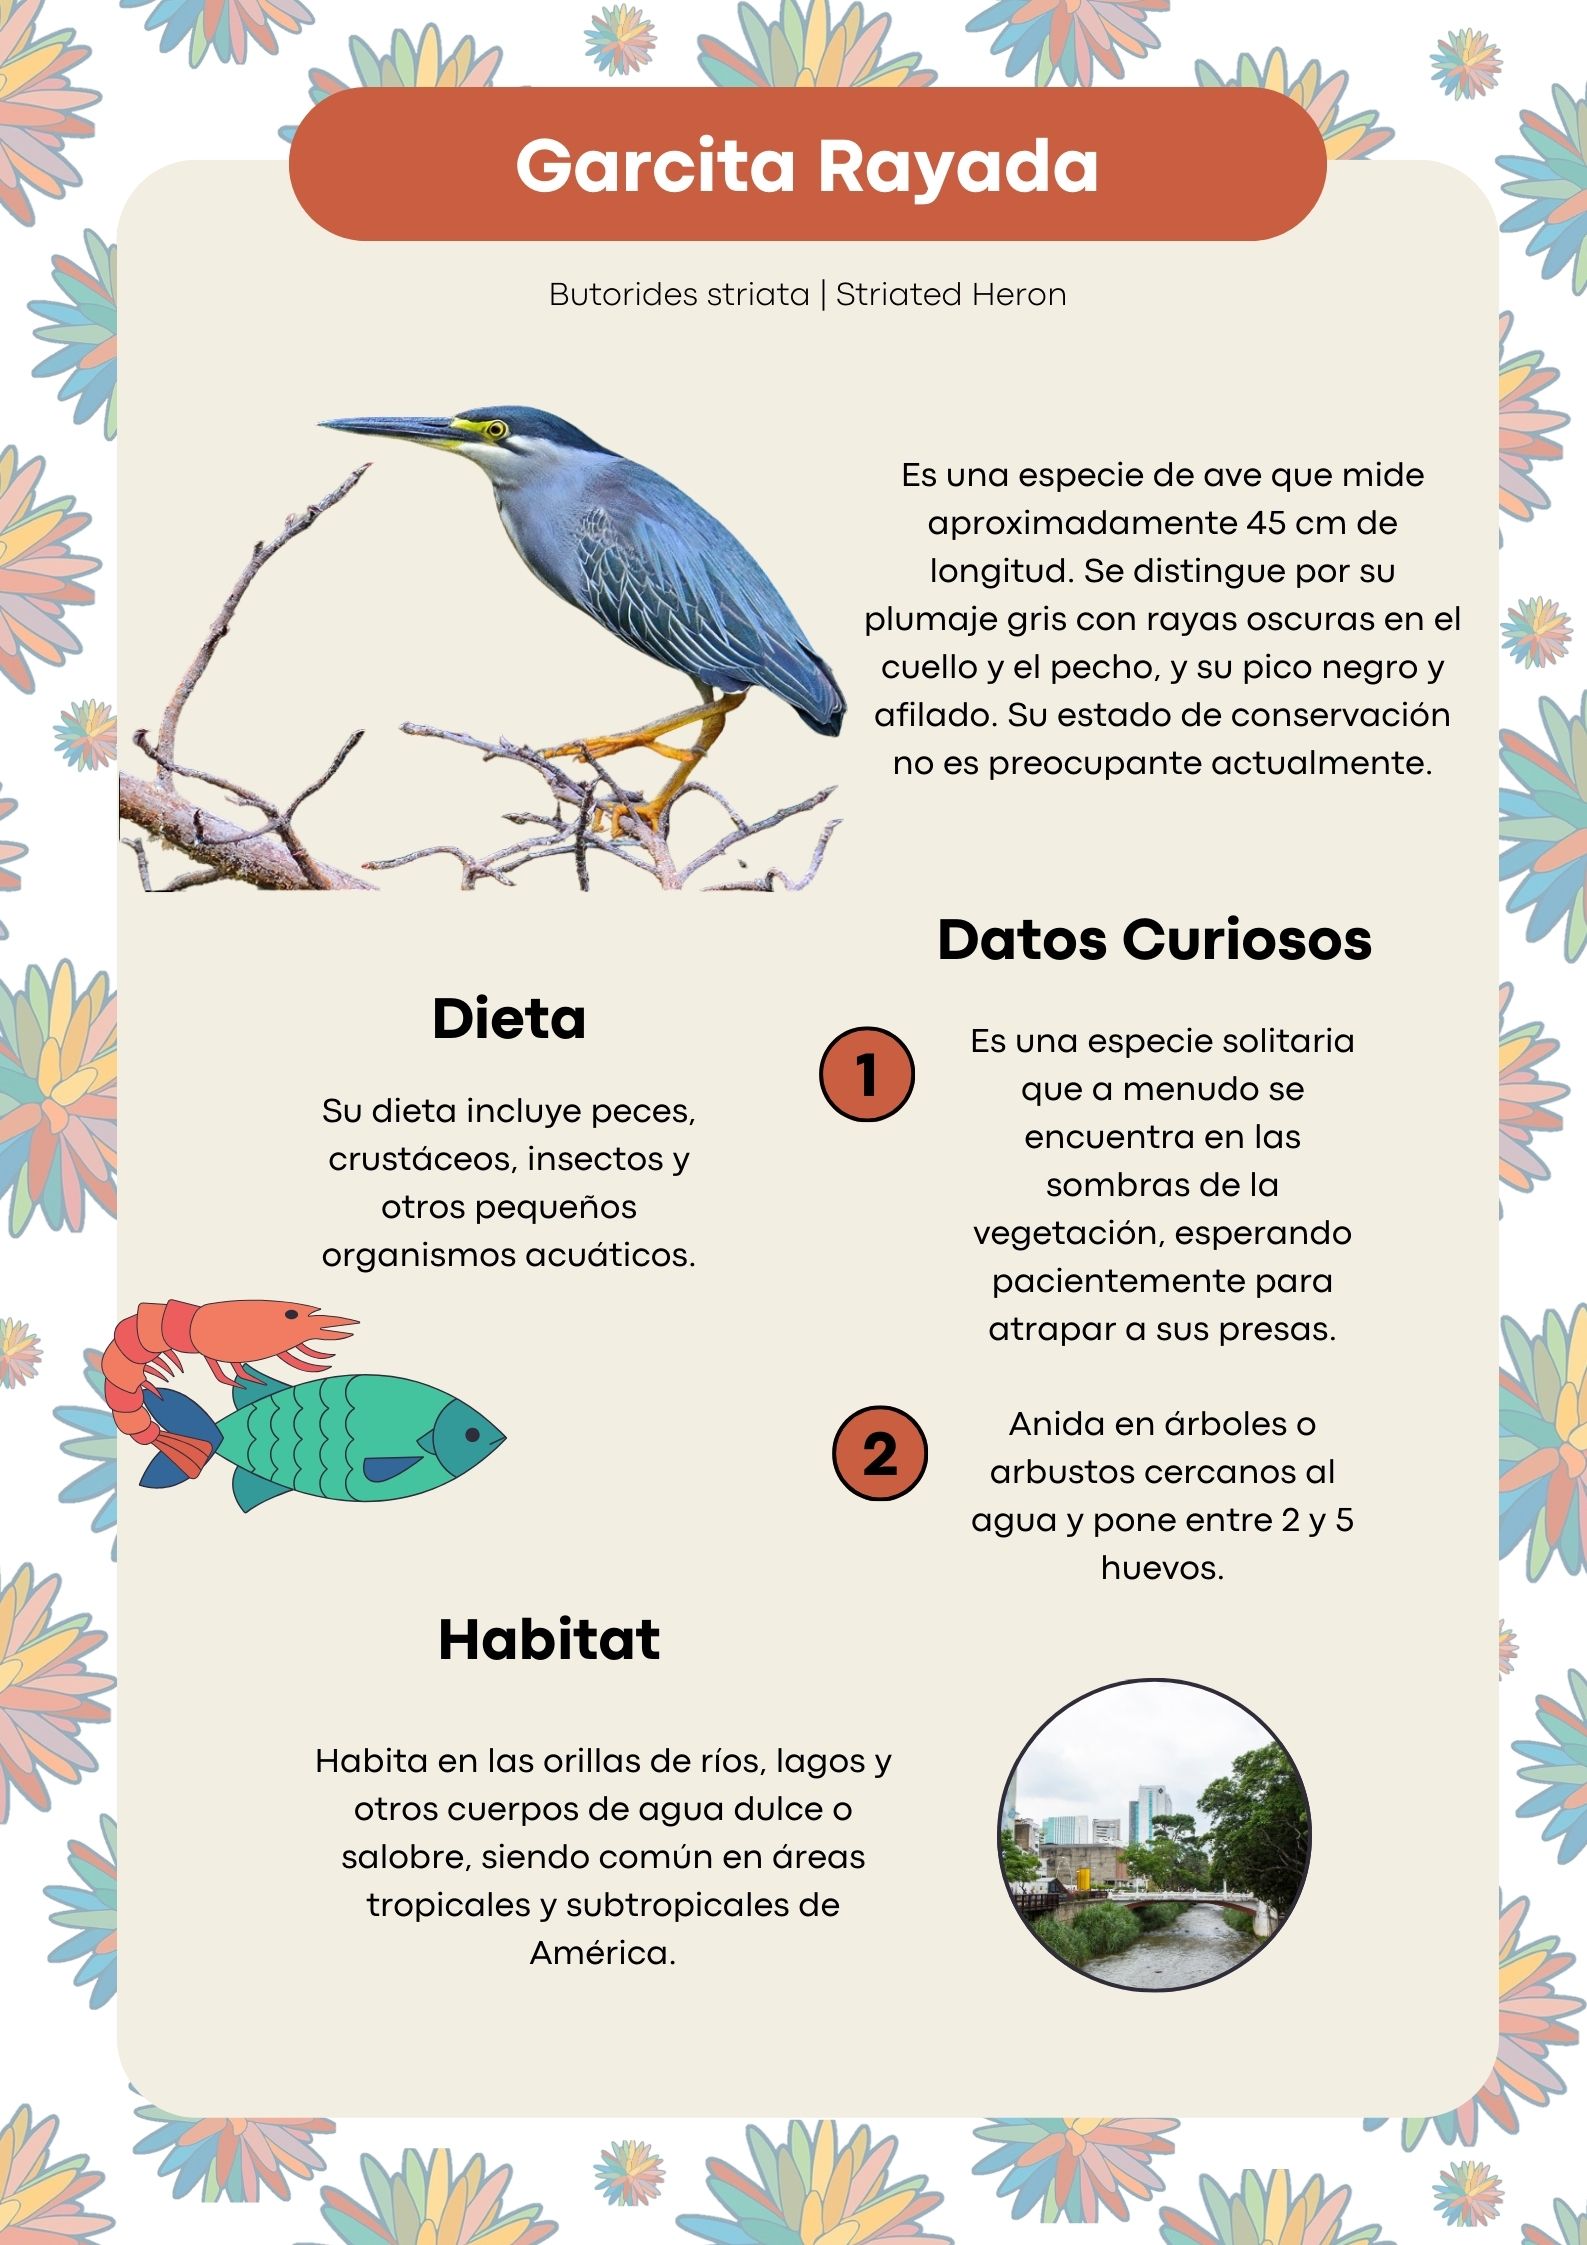 Garcita Rayada
Butorides striata | Striated Heron
Es una especie de ave que mide
aproximadamente 45 cm de
longitud. Se distingue por su
plumaje gris con rayas oscuras en el
cuello y el pecho, y su pico negro y
afilado. Su estado de conservación
no es preocupante actualmente.
Dieta
Su dieta incluye peces,
crustáceos, insectos y
otros pequeños
organismos acuáticos.
Datos Curiosos
1
Es una especie solitaria
que a menudo se
encuentra en las
sombras de la
vegetación, esperando
pacientemente para
atrapar a sus presas.
2
Anida en árboles o
arbustos cercanos al
agua y pone entre 2 y 5
huevos.
Habitat
Habita en las orillas de ríos, lagos y
otros cuerpos de agua dulce o
salobre, siendo común en áreas
tropicales y subtropicales de
América.